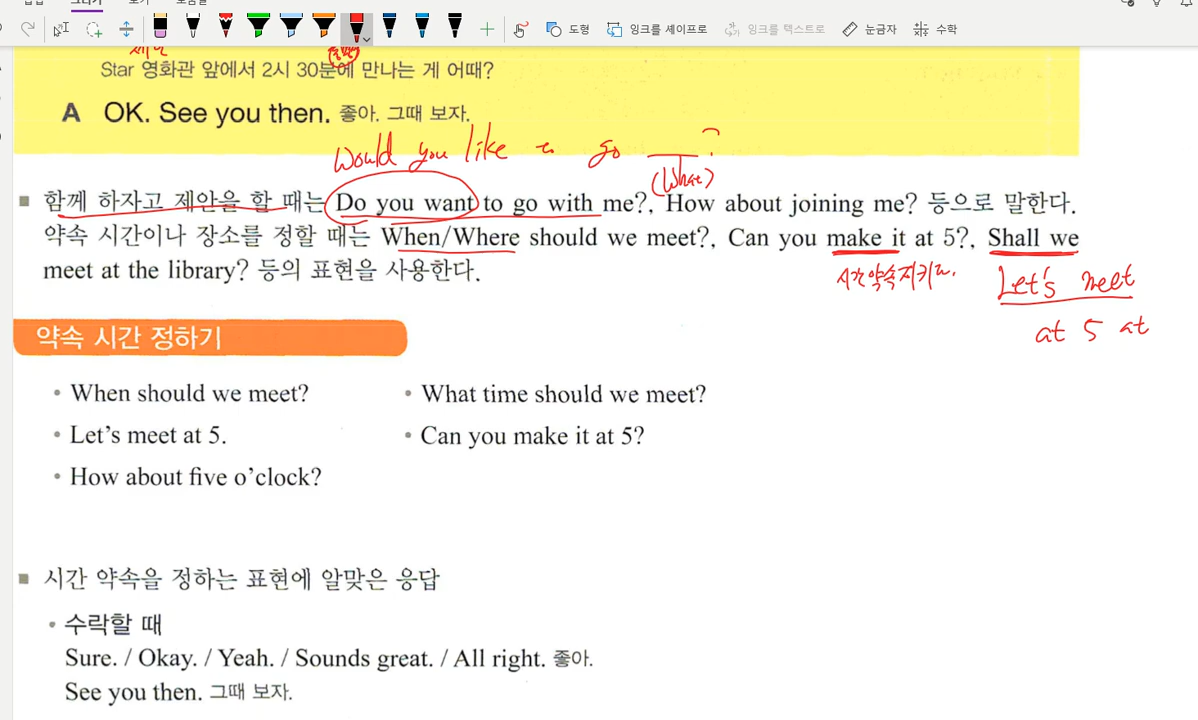 도형
잉크를 셰이프로
잉크를 텍스트로
눈금자
수학
Star 영화관 앞에서 2시 30분에 만나는 게 어때?
A OK. See you then. 좋아. 그때 보자.
Would you like to go ?
(What)
함께 하자고 제안을 할 때는 Do you want to go with me?, How about joining me? 등으로 말한다.
약속 시간이나 장소를 정할 때는 When/Where should we meet?, Can you make it at 5?, Shall we
meet at the library? 등의 표현을 사용한다.
Let's meet
at 5 at
약속 시간 정하기
• When should we meet?
• What time should we meet?
• Let's meet at 5.
• Can you make it at 5?
• How about five o'clock?
시간 약속을 정하는 표현에 알맞은 응답
• 수락할 때
Sure. / Okay. / Yeah. / Sounds great. / All right. 좋아.
See you then. 그때 보자.